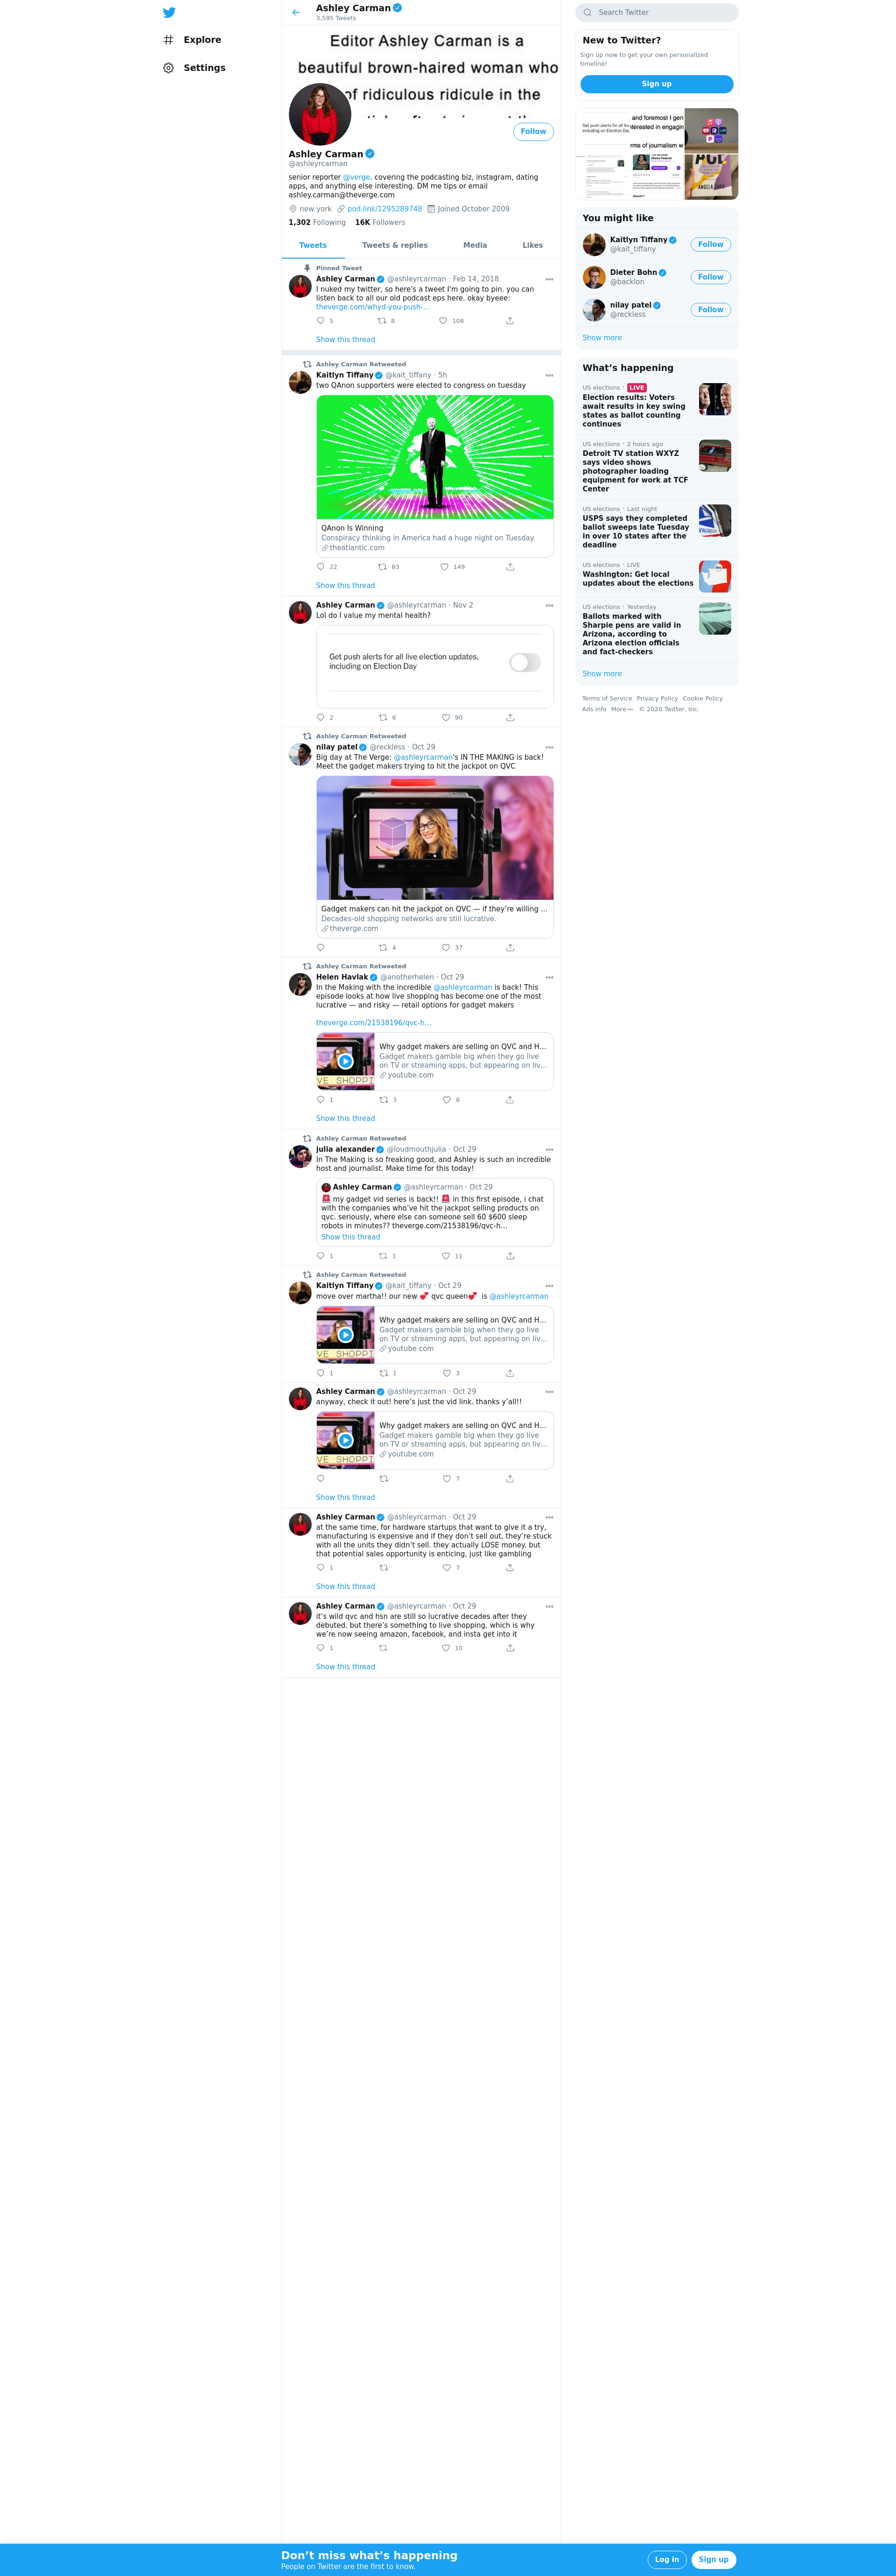 Explore
Settings
Ashley Carman
3,595 Tweets
Editor Ashley Carman is a
beautiful brown-haired woman who
of ridiculous ridicule in the
Follow
Ashley Carman
@ashleyrcarman
senior reporter @verge. covering the podcasting biz, instagram, dating
apps, and anything else interesting. DM me tips or email
ashley.carman@theverge.com
new york pod.link/1295289748 Joined October 2009
1,302 Following 16K Followers
Tweets Tweets & replies Media Likes
Pinned Tweet
Ashley Carman @ashleyrcarman · Feb 14, 2018
I nuked my twitter, so here's a tweet I'm going to pin. you can
listen back to all our old podcast eps here. okay byeee:
theverge.com/whyd-you-push-…
5 8 108
Show this thread
Ashley Carman Retweeted
Kaitlyn Tiffany @kait_tiffany · 5h
two QAnon supporters were elected to congress on tuesday
QAnon Is Winning
Conspiracy thinking in America had a huge night on Tuesday.
theatlantic.com
22 83 149
Show this thread
Ashley Carman @ashleyrcarman · Nov 2
Lol do I value my mental health?
Get push alerts for all live election updates,
including on Election Day
2 6 90
Ashley Carman Retweeted
nilay patel @reckless · Oct 29
Big day at The Verge: @ashleyrcarman's IN THE MAKING is back!
Meet the gadget makers trying to hit the jackpot on QVC
Gadget makers can hit the jackpot on QVC — if they’re willing …
Decades-old shopping networks are still lucrative.
theverge.com
4 37
Ashley Carman Retweeted
Helen Havlak @anotherhelen · Oct 29
In the Making with the incredible @ashleyrcarman is back! This
episode looks at how live shopping has become one of the most
lucrative — and risky — retail options for gadget makers
theverge.com/21538196/qvc-h…
VE SHOPPI
Why gadget makers are selling on QVC and H…
Gadget makers gamble big when they go live
on TV or streaming apps, but appearing on liv…
youtube.com
1 3 8
Show this thread
Ashley Carman Retweeted
julia alexander @loudmouthjulia · Oct 29
In The Making is so freaking good, and Ashley is such an incredible
host and journalist. Make time for this today!
Ashley Carman @ashleyrcarman · Oct 29
🚨 my gadget vid series is back!! 🚨 in this first episode, i chat
with the companies who’ve hit the jackpot selling products on
qvc. seriously, where else can someone sell 60 $600 sleep
robots in minutes?? theverge.com/21538196/qvc-h…
Show this thread
1 1 11
Ashley Carman Retweeted
Kaitlyn Tiffany @kait_tiffany · Oct 29
move over martha!! our new 💕 qvc queen💕 is @ashleyrcarman
VE SHOPPI
Why gadget makers are selling on QVC and H…
Gadget makers gamble big when they go live
on TV or streaming apps, but appearing on liv…
youtube.com
1 1 3
Ashley Carman @ashleyrcarman · Oct 29
anyway, check it out! here’s just the vid link. thanks y’all!!
VE SHOPPI
Why gadget makers are selling on QVC and H…
Gadget makers gamble big when they go live
on TV or streaming apps, but appearing on liv…
youtube.com
7
Show this thread
Ashley Carman @ashleyrcarman · Oct 29
at the same time, for hardware startups that want to give it a try,
manufacturing is expensive and if they don’t sell out, they’re stuck
with all the units they didn’t sell. they actually LOSE money. but
that potential sales opportunity is enticing, just like gambling
1 7
Show this thread
Ashley Carman @ashleyrcarman · Oct 29
it’s wild qvc and hsn are still so lucrative decades after they
debuted. but there’s something to live shopping, which is why
we’re now seeing amazon, facebook, and insta get into it
1 10
Show this thread
Search Twitter
New to Twitter?
Sign up now to get your own personalized
timeline!
Sign up
Get push alerts for all live
including on Election Day
and foremost I gen
interested in engagin
rms of journalism w
You might like
Kaitlyn Tiffany
@kait_tiffany
Follow
Dieter Bohn
@backlon
Follow
nilay patel
@reckless
Follow
Show more
What’s happening
US elections · LIVE
Election results: Voters
await results in key swing
states as ballot counting
continues
US elections · 2 hours ago
Detroit TV station WXYZ
says video shows
photographer loading
equipment for work at TCF
Center
US elections · Last night
USPS says they completed
ballot sweeps late Tuesday
in over 10 states after the
deadline
US elections · LIVE
Washington: Get local
updates about the elections
US elections · Yesterday
Ballots marked with
Sharpie pens are valid in
Arizona, according to
Arizona election officials
and fact-checkers
Show more
Terms of Service Privacy Policy Cookie Policy
Ads info More © 2020 Twitter, Inc.
Don’t miss what’s happening
People on Twitter are the first to know.
Log in
Sign up